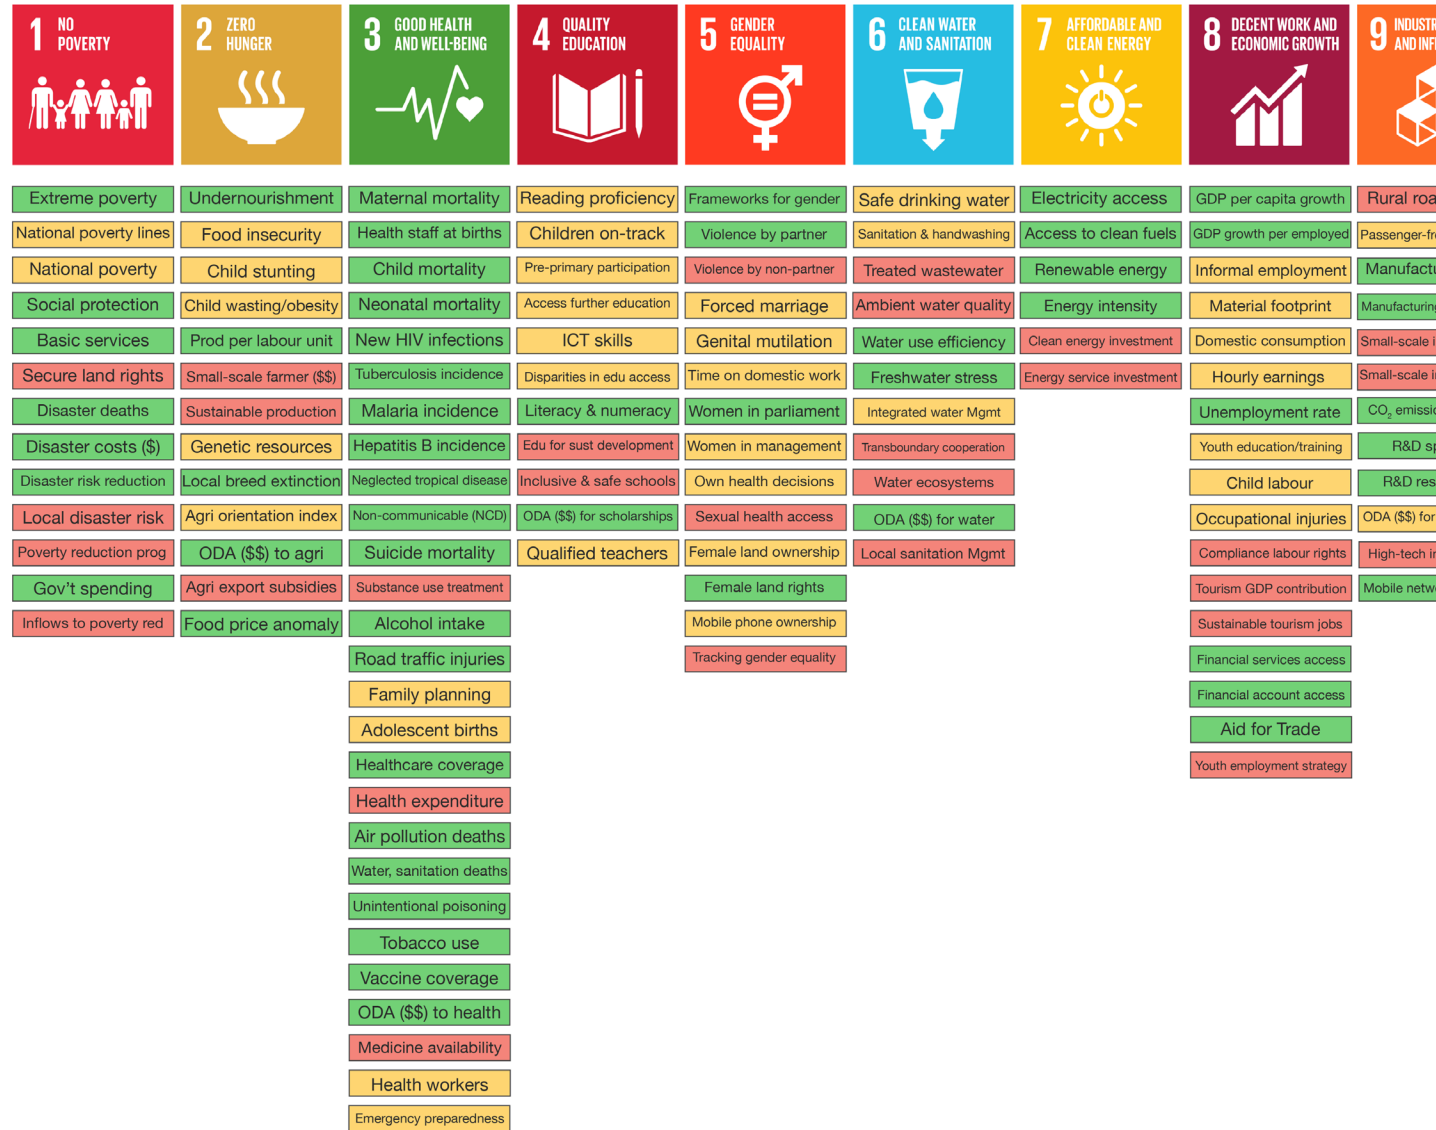 1 NO
POVERTY
2 ZERO
HUNGER
3 GOOD HEALTH
AND WELL-BEING
4 QUALITY
EDUCATION
5 GENDER
EQUALITY
6 CLEAN WATER
AND SANITATION
7 AFFORDABLE AND
CLEAN ENERGY
8 DECENT WORK AND
ECONOMIC GROWTH
9
Extreme poverty
National poverty lines
National poverty
Social protection
Basic services
Secure land rights
Disaster deaths
Disaster costs ($)
Disaster risk reduction
Local disaster risk
Poverty reduction prog
Gov't spending
Inflows to poverty red
Undernourishment
Food insecurity
Child stunting
Child wasting/obesity
Prod per labour unit
Small-scale farmer ($$)
Sustainable production
Genetic resources
Local breed extinction
Agri orientation index
ODA ($$) to agri
Agri export subsidies
Food price anomaly
Maternal mortality
Health staff at births
Child mortality
Neonatal mortality
New HIV infections
Tuberculosis incidence
Malaria incidence
Hepatitis B incidence
Neglected tropical disease
Non-communicable (NCD)
Suicide mortality
Substance use treatment
Alcohol intake
Road traffic injuries
Family planning
Adolescent births
Healthcare coverage
Health expenditure
Air pollution deaths
Water, sanitation deaths
Unintentional poisoning
Tobacco use
Vaccine coverage
ODA ($$) to health
Medicine availability
Health workers
Emergency preparedness
Reading proficiency
Children on-track
Pre-primary participation
Access further education
ICT skills
Disparities in edu access
Literacy & numeracy
Edu for sust development
Inclusive & safe schools
ODA ($$) for scholarships
Qualified teachers
Frameworks for gender
Violence by partner
Violence by non-partner
Forced marriage
Genital mutilation
Time on domestic work
Women in parliament
Women in management
Own health decisions
Sexual health access
Female land ownership
Female land rights
Mobile phone ownership
Tracking gender equality
Safe drinking water
Sanitation & handwashing
Treated wastewater
Ambient water quality
Water use efficiency
Freshwater stress
Integrated water Mgmt
Transboundary cooperation
Water ecosystems
ODA ($$) for water
Local sanitation Mgmt
Electricity access
Access to clean fuels
Renewable energy
Energy intensity
Clean energy investment
Energy service investment
GDP per capita growth
GDP growth per employed
Informal employment
Material footprint
Domestic consumption
Hourly earnings
Unemployment rate
Youth education/training
Child labour
Occupational injuries
Compliance labour rights
Tourism GDP contribution
Sustainable tourism jobs
Financial services access
Financial account access
Aid for Trade
Youth employment strategy
Rural
Small-scale
Small-scale
CO₂
R&D
R&D
ODA ($$) for
High-tech
Mobile